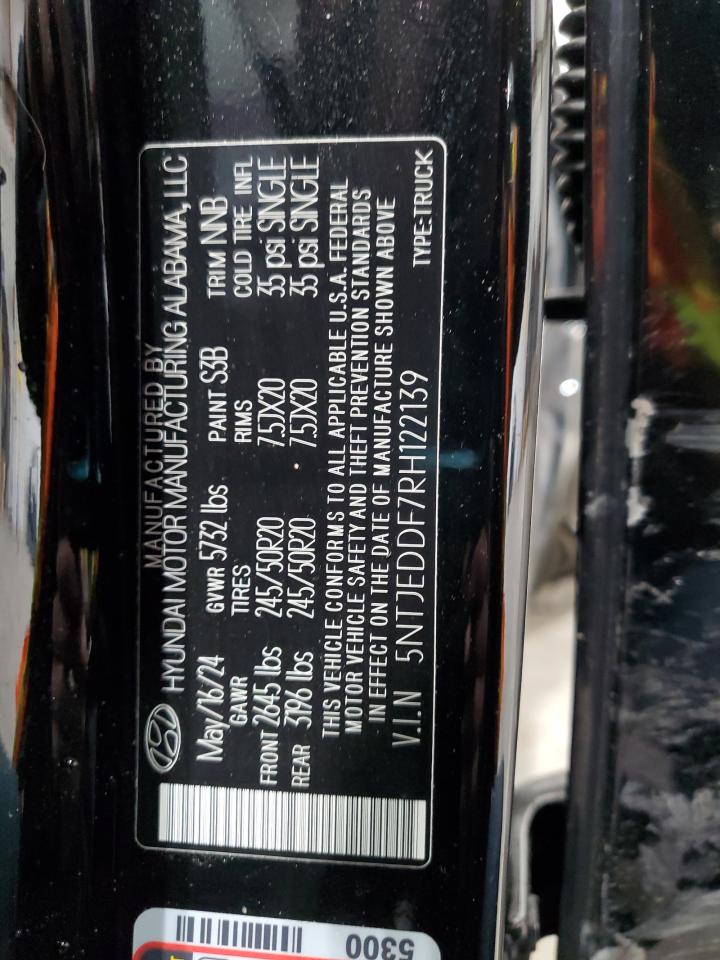 MANUFACTURED BY
HYUNDAI MOTOR MANUFACTURING ALABAMA, LLC
May/16/24 GVWR 5732 lbs PAINT S3B TRIM NNB
GAWR TIRES RIMS COLD TIRE INFL
FRONT 2645 lbs 245/50R20 7.5JX20 35 psi SINGLE
REAR 3196 lbs 245/50R20 7.5JX20 35 psi SINGLE
THIS VEHICLE CONFORMS TO ALL APPLICABLE U.S.A. FEDERAL
MOTOR VEHICLE SAFETY AND THEFT PREVENTION STANDARDS
IN EFFECT ON THE DATE OF MANUFACTURE SHOWN ABOVE
V.I.N 5NTJEDDF7RH122139 TYPE:TRUCK
5300